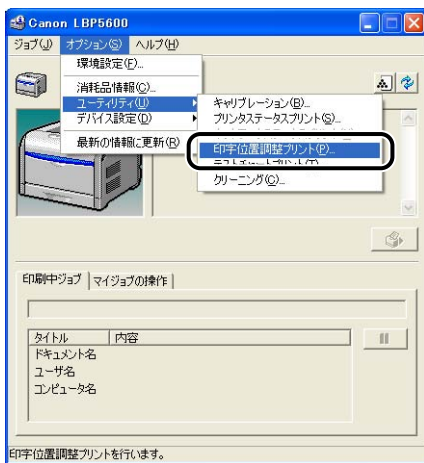 Canon LBP5600
ジョブ(J) オプション(S) ヘルプ(H)
環境設定(F)...
消耗品情報(C)...
ユーティリティ(U)
デバイス設定(D)
最新の情報に更新(R)
キャリブレーション(B)...
プリンタステータスプリント(S)...
印字位置調整プリント(P)...
クリーニング(G)...
印刷中ジョブ マイジョブの操作
タイトル 内容
ドキュメント名
ユーザ名
コンピュータ名
印字位置調整プリントを行います。